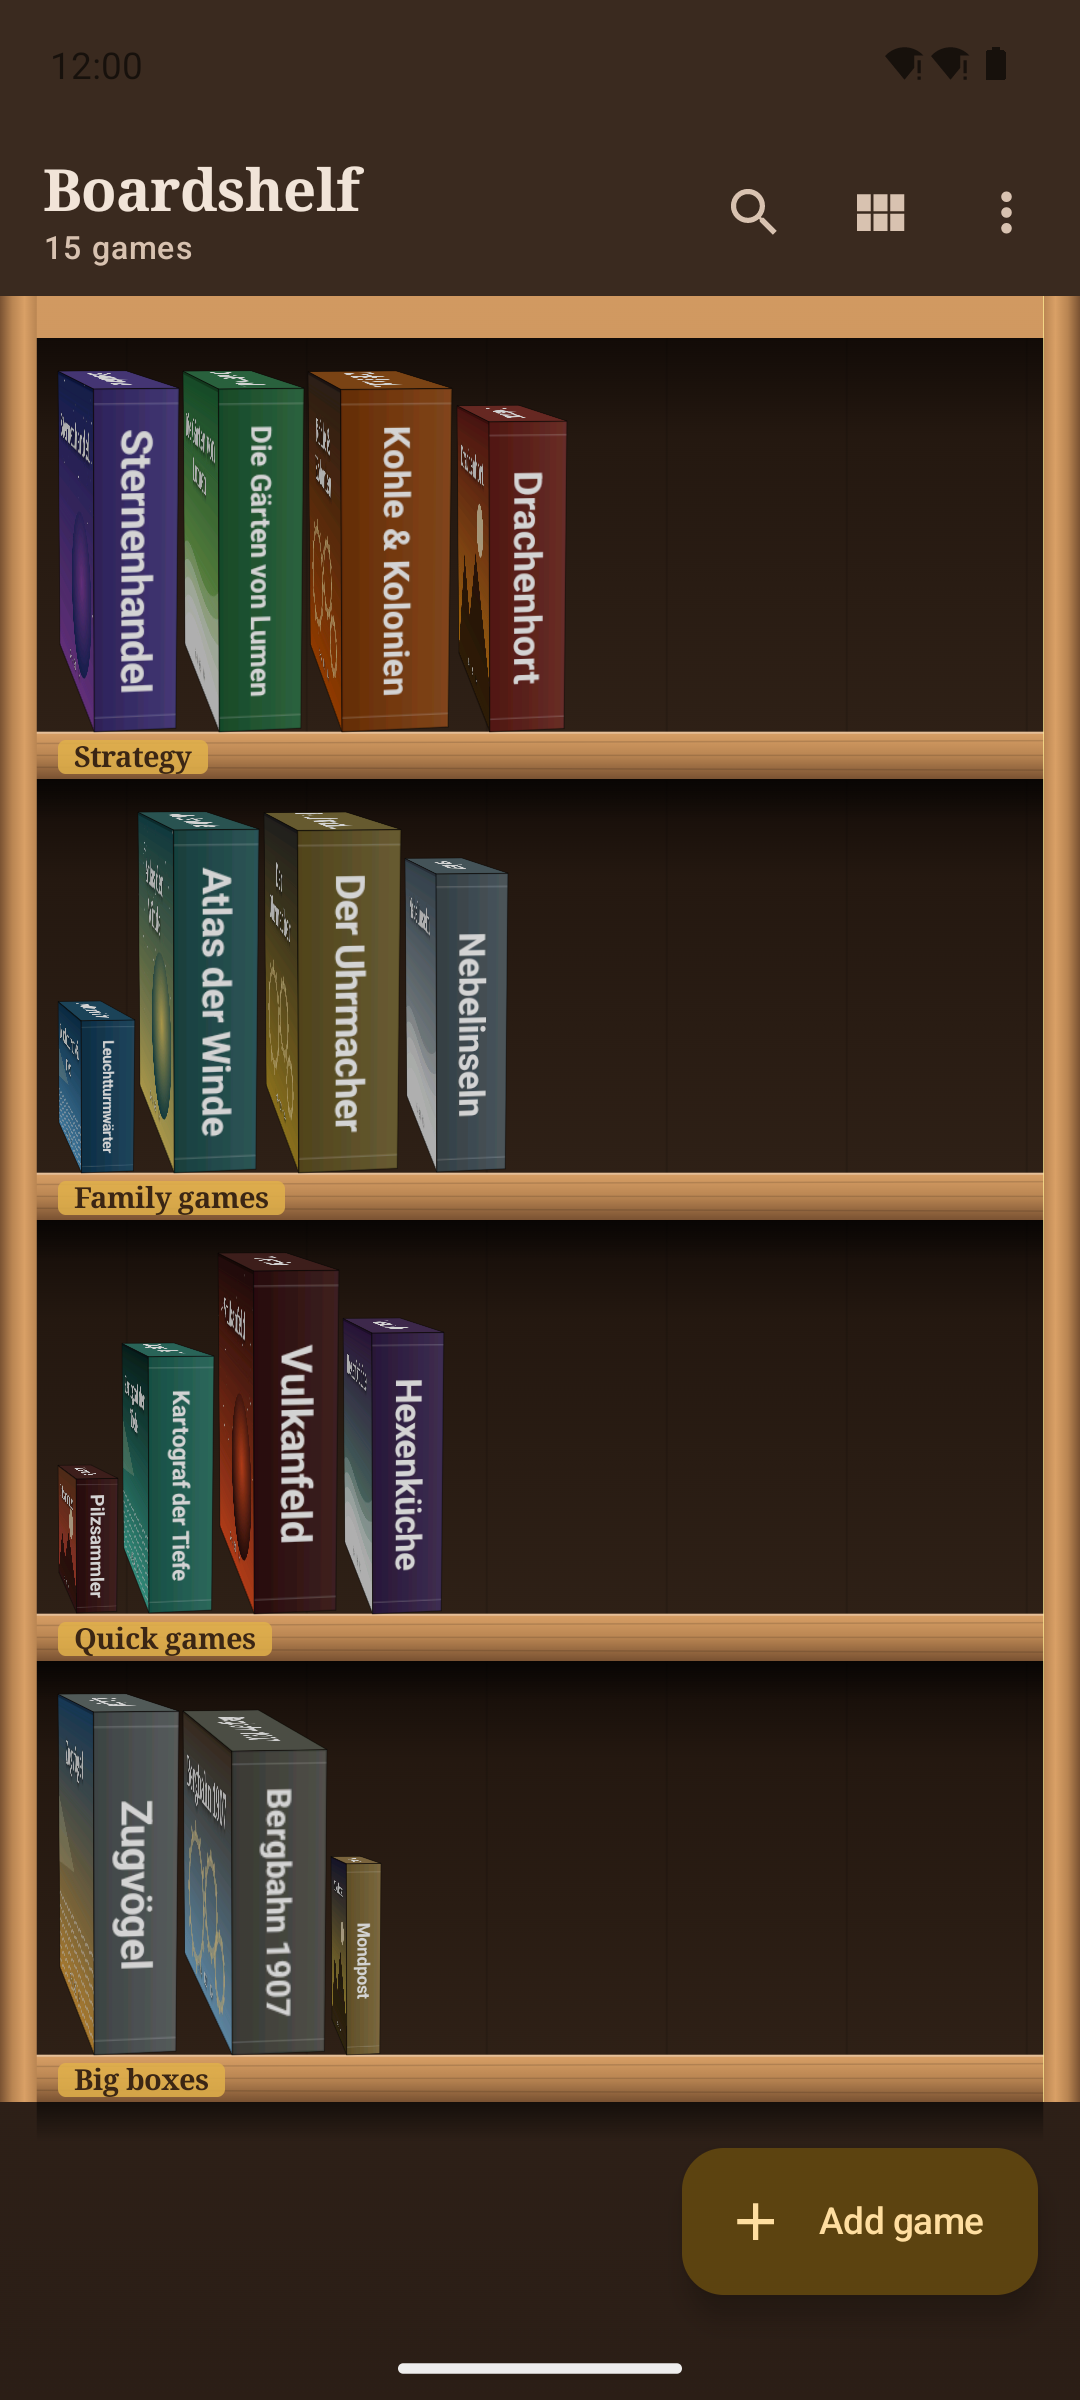 12:00
Boardshelf
15 games
Sternenhandel
Die Gärten von Lumen
Kohle & Kolonien
Drachenhort
Strategy
Leuchtturmwärter
Atlas der Winde
Der Uhrmacher
Nebelinseln
Family games
Pilzsammler
Kartograf der Tiefe
Vulkanfeld
Hexenküche
Quick games
Zugvögel
Bergbahn 1907
Bergbahn 1907
Mondpost
Big boxes
Add game